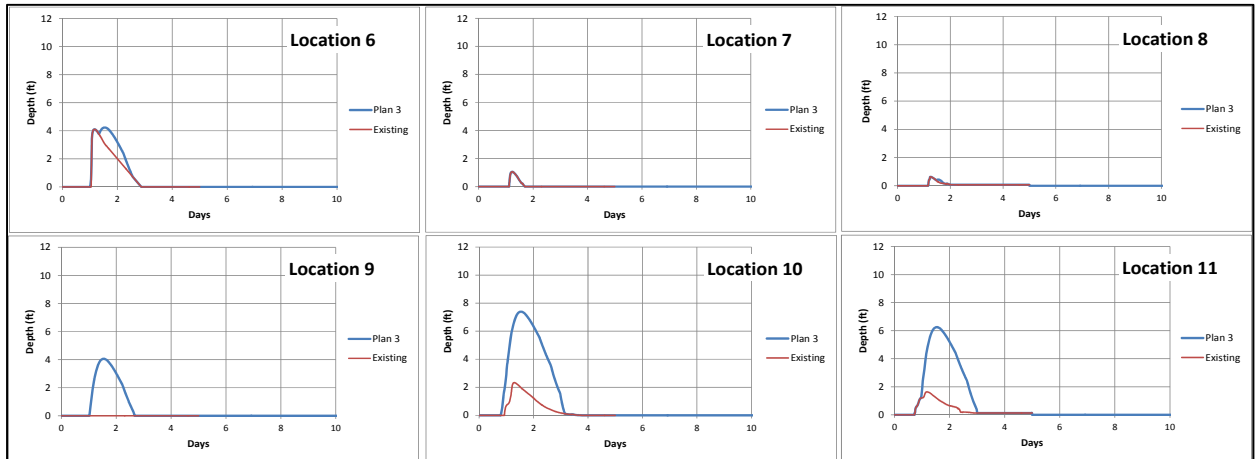 Location 6
Depth (ft)
12
10
8
6
4
2
0
0 2 4 6 8 10
Days
Plan 3
Existing
Location 7
Depth (ft)
12
10
8
6
4
2
0
0 2 4 6 8 10
Days
Plan 3
Existing
Location 8
Depth (ft)
12
10
8
6
4
2
0
0 2 4 6 8 10
Days
Plan 3
Existing
Location 9
Depth (ft)
12
10
8
6
4
2
0
0 2 4 6 8 10
Days
Plan 3
Existing
Location 10
Depth (ft)
12
10
8
6
4
2
0
0 2 4 6 8 10
Days
Plan 3
Existing
Location 11
Depth (ft)
12
10
8
6
4
2
0
0 2 4 6 8 10
Days
Plan 3
Existing